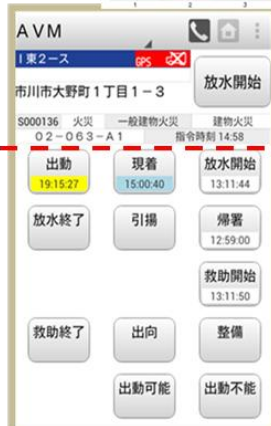 1 2 3
AVM
1東2ース GPS
市川市大野町1丁目1－3
放水開始
S000136 火災 一般建物火災 建物火災
02－063－A1 指令時刻 14:58
出動 現着 放水開始
19:15:27 15:00:40 13:11:44
放水終了 引揚 帰署
12:59:00
救助開始
13:11:50
救助終了 出向 整備
出動可能 出動不能